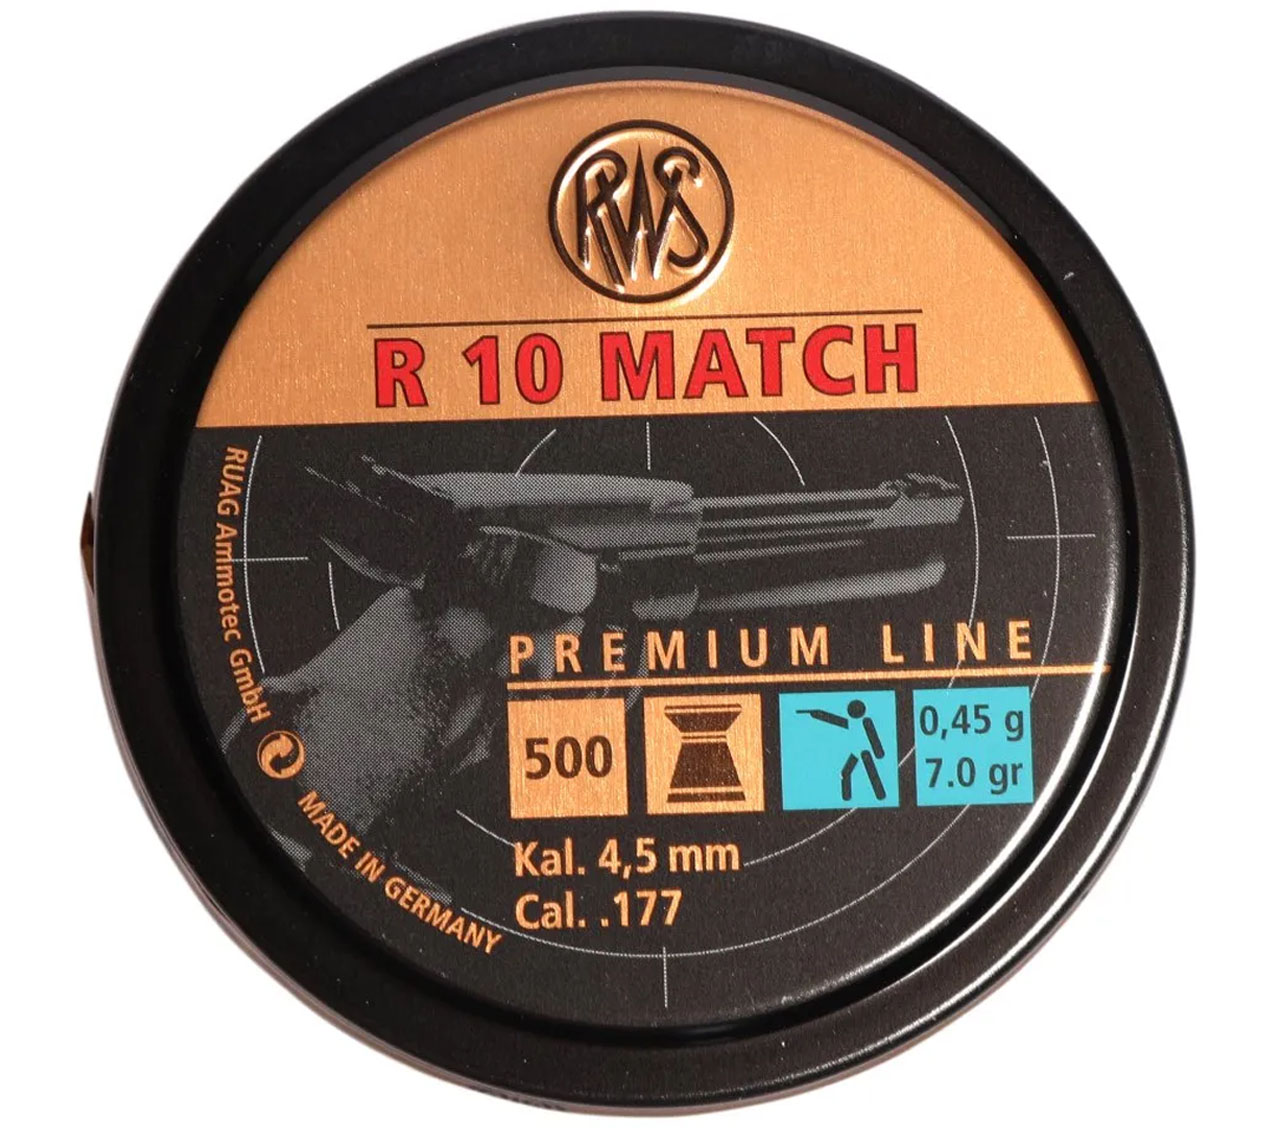 RWS
R 10 MATCH
RUAG Ammotec GmbH
MADE IN GERMANY
PREMIUM LINE
500
0,45 g
7.0 gr
Kal. 4,5 mm
Cal. .177